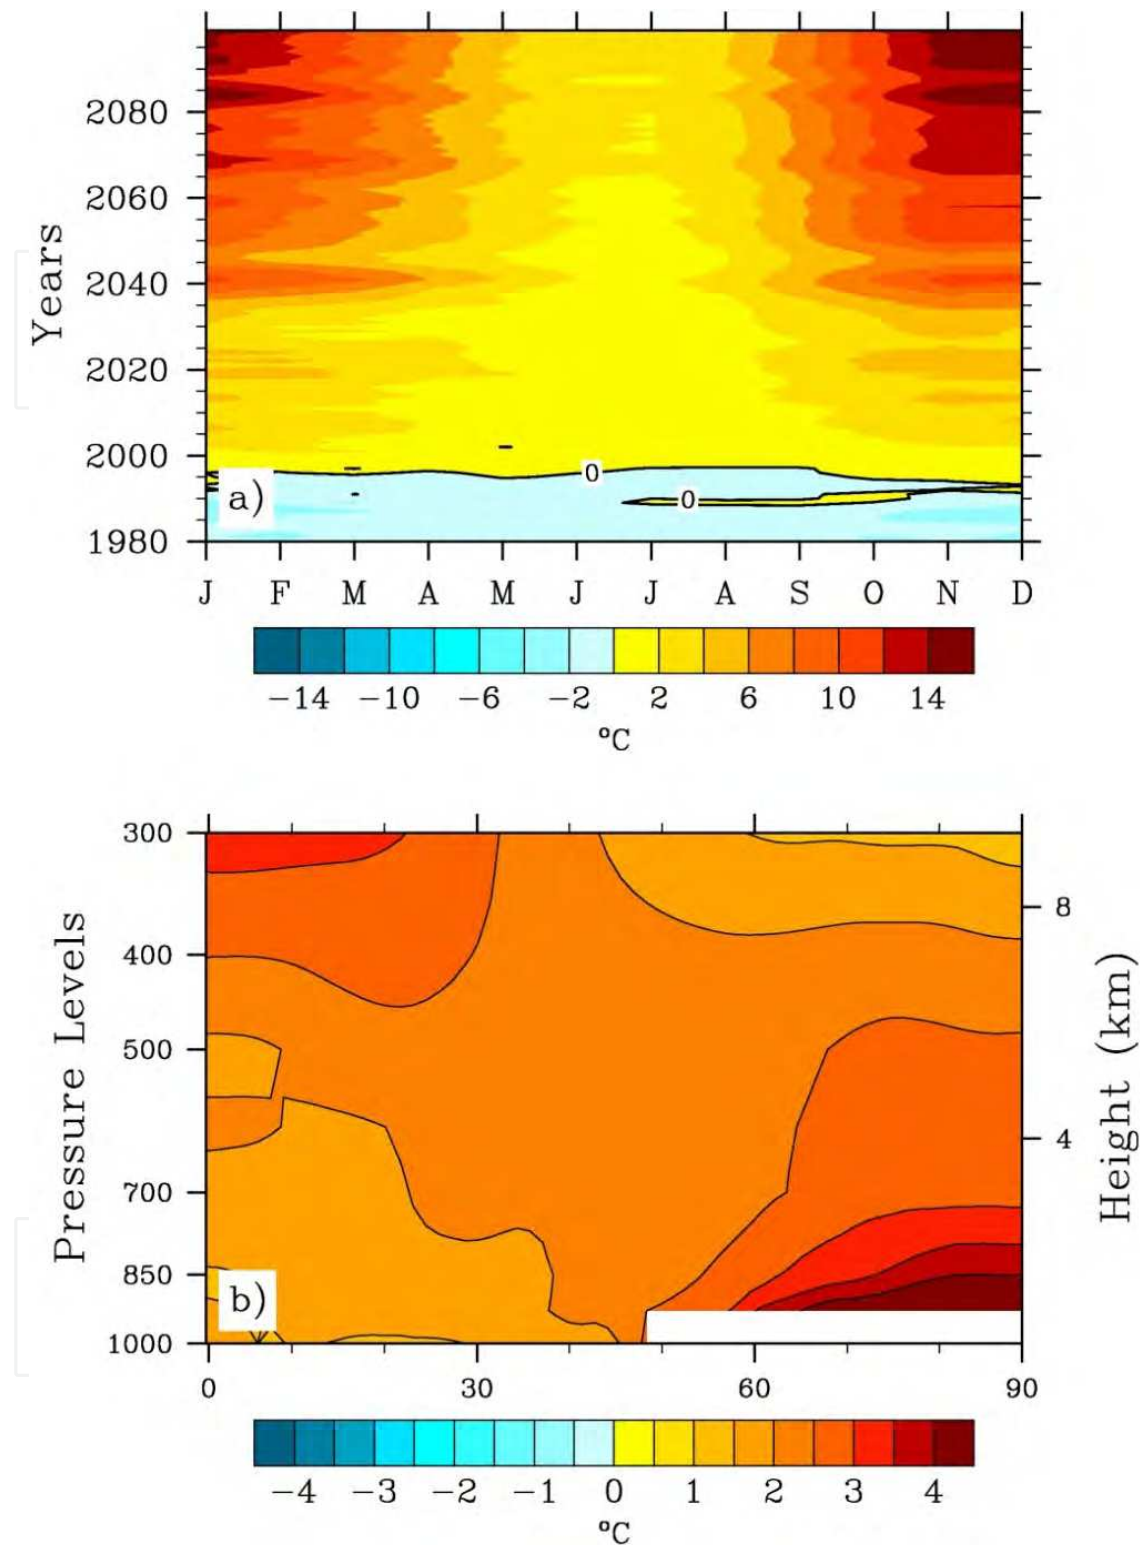 2080
2060
2040
2020
2000
1980
Years
0
0
a)
J F M A M J J A S O N D
−14 −10 −6 −2 2 6 10 14
°C
300
400
500
700
850
1000
Pressure Levels
8
4
Height (km)
b)
0 30 60 90
−4 −3 −2 −1 0 1 2 3 4
°C